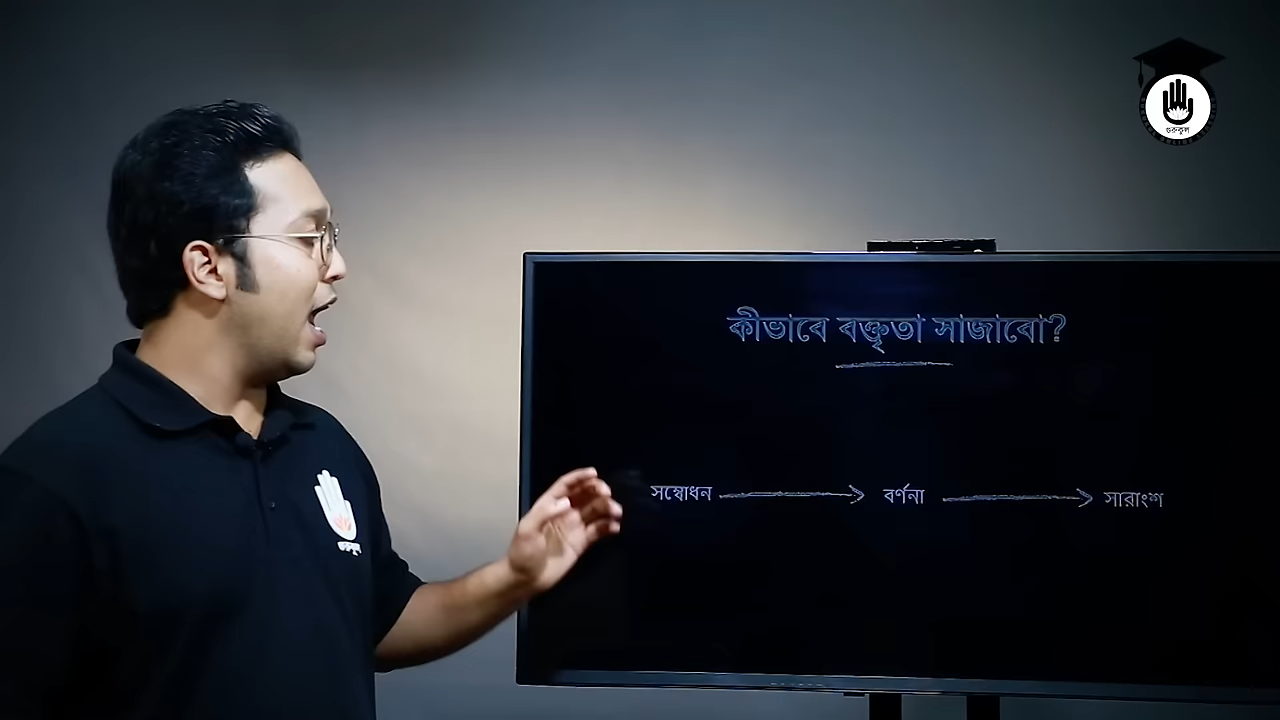 গুরুকুল
কীভাবে বক্তৃতা সাজাবো?
সম্বোধন বর্ণনা সারাংশ
গুরুকুল